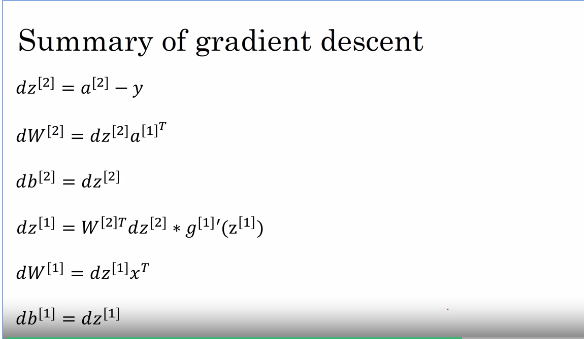 Summary of gradient descent
dz^{[2]} = a^{[2]} − y
dW^{[2]} = dz^{[2]}a^{[1]^T}
db^{[2]} = dz^{[2]}
dz^{[1]} = W^{[2]T}dz^{[2]} ∗ g^{[1]}′(z^{[1]})
dW^{[1]} = dz^{[1]}x^T
db^{[1]} = dz^{[1]}